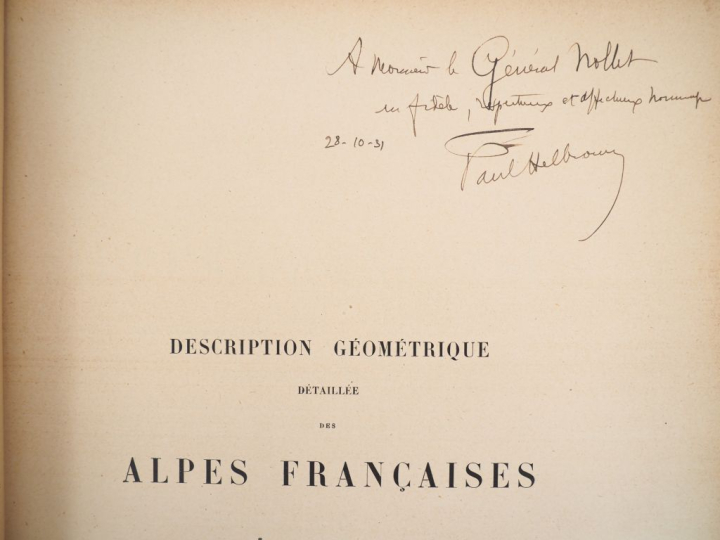 A Monsieur le Général Nollet
en fidèle, respectueux et affectueux hommage
28-10-31
Paul Helbronner
DESCRIPTION GÉOMÉTRIQUE
DÉTAILLÉE
DES
ALPES FRANÇAISES